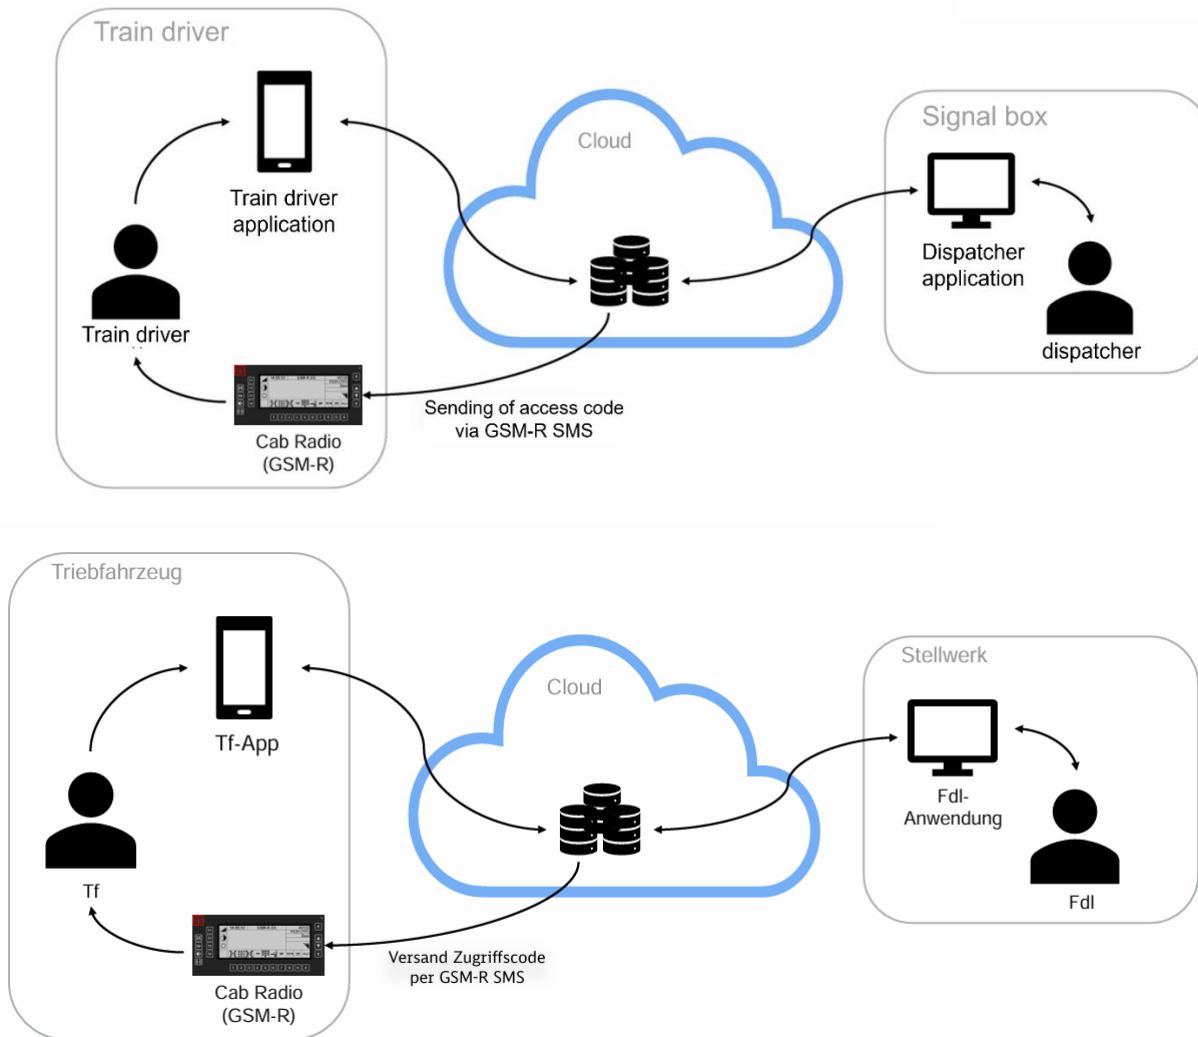 Train driver
Cloud
Signal box
Train driver
application
Dispatcher
application
Train driver
dispatcher
Sending of access code
via GSM-R SMS
Cab Radio
(GSM-R)
Triebfahrzeug
Cloud
Stellwerk
Tf-App
Fdl-
Anwendung
Tf
Fdl
Versand Zugriffscode
per GSM-R SMS
Cab Radio
(GSM-R)